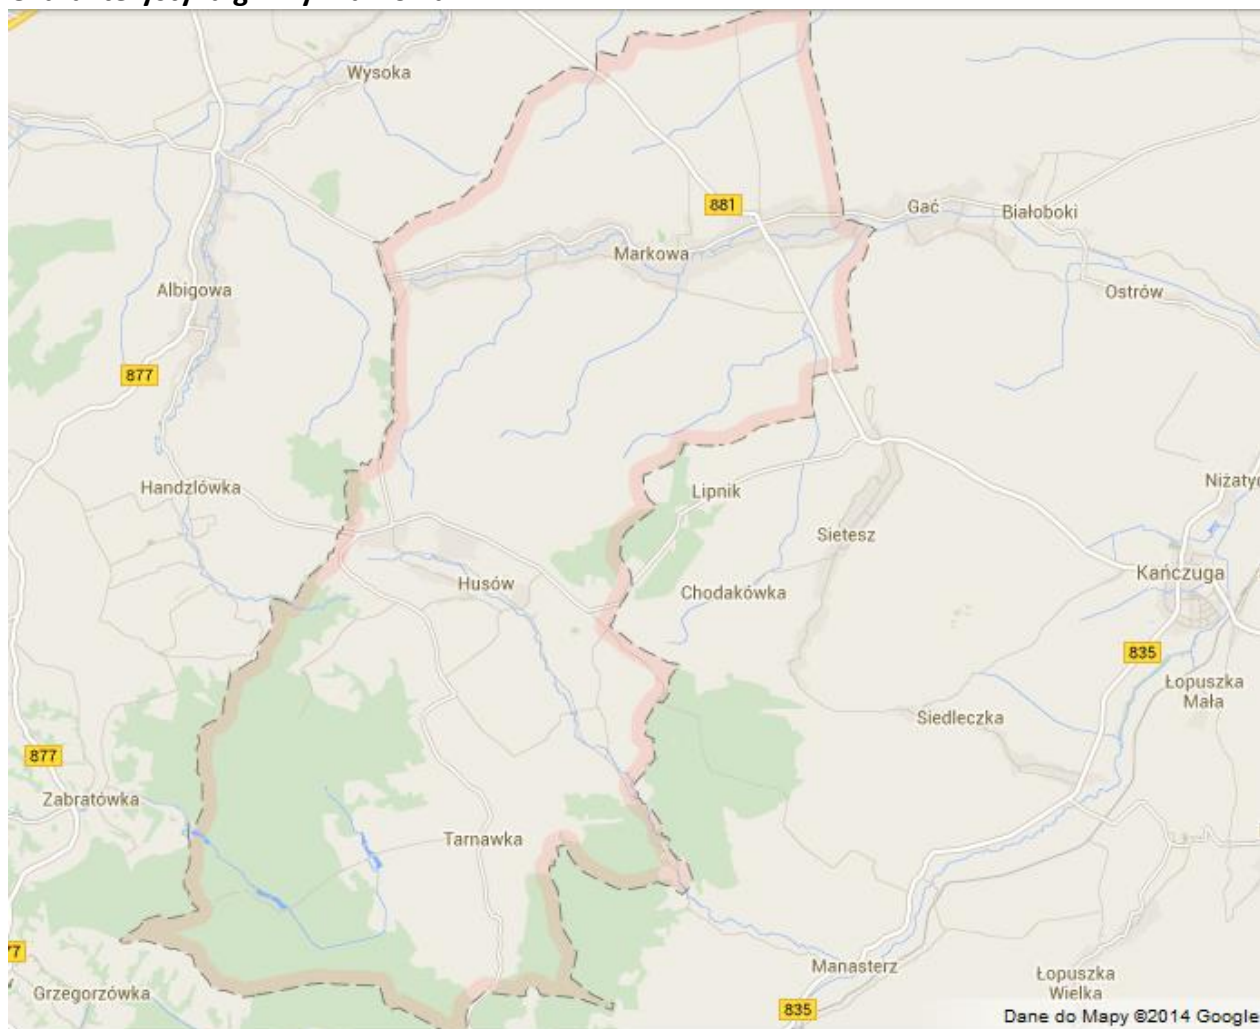 Wysoka
881
Gać
Białoboki
Markowa
Albigowa
Ostrów
877
Handzlówka
Lipnik
Sietesz
Kańczuga
Husów
Chodakówka
835
Łopuszka
Mała
Siedleczka
877
Zabratówka
Tarnawka
Manasterz
Łopuszka
Wielka
Grzegorzówka
835
Dane do Mapy ©2014 Google